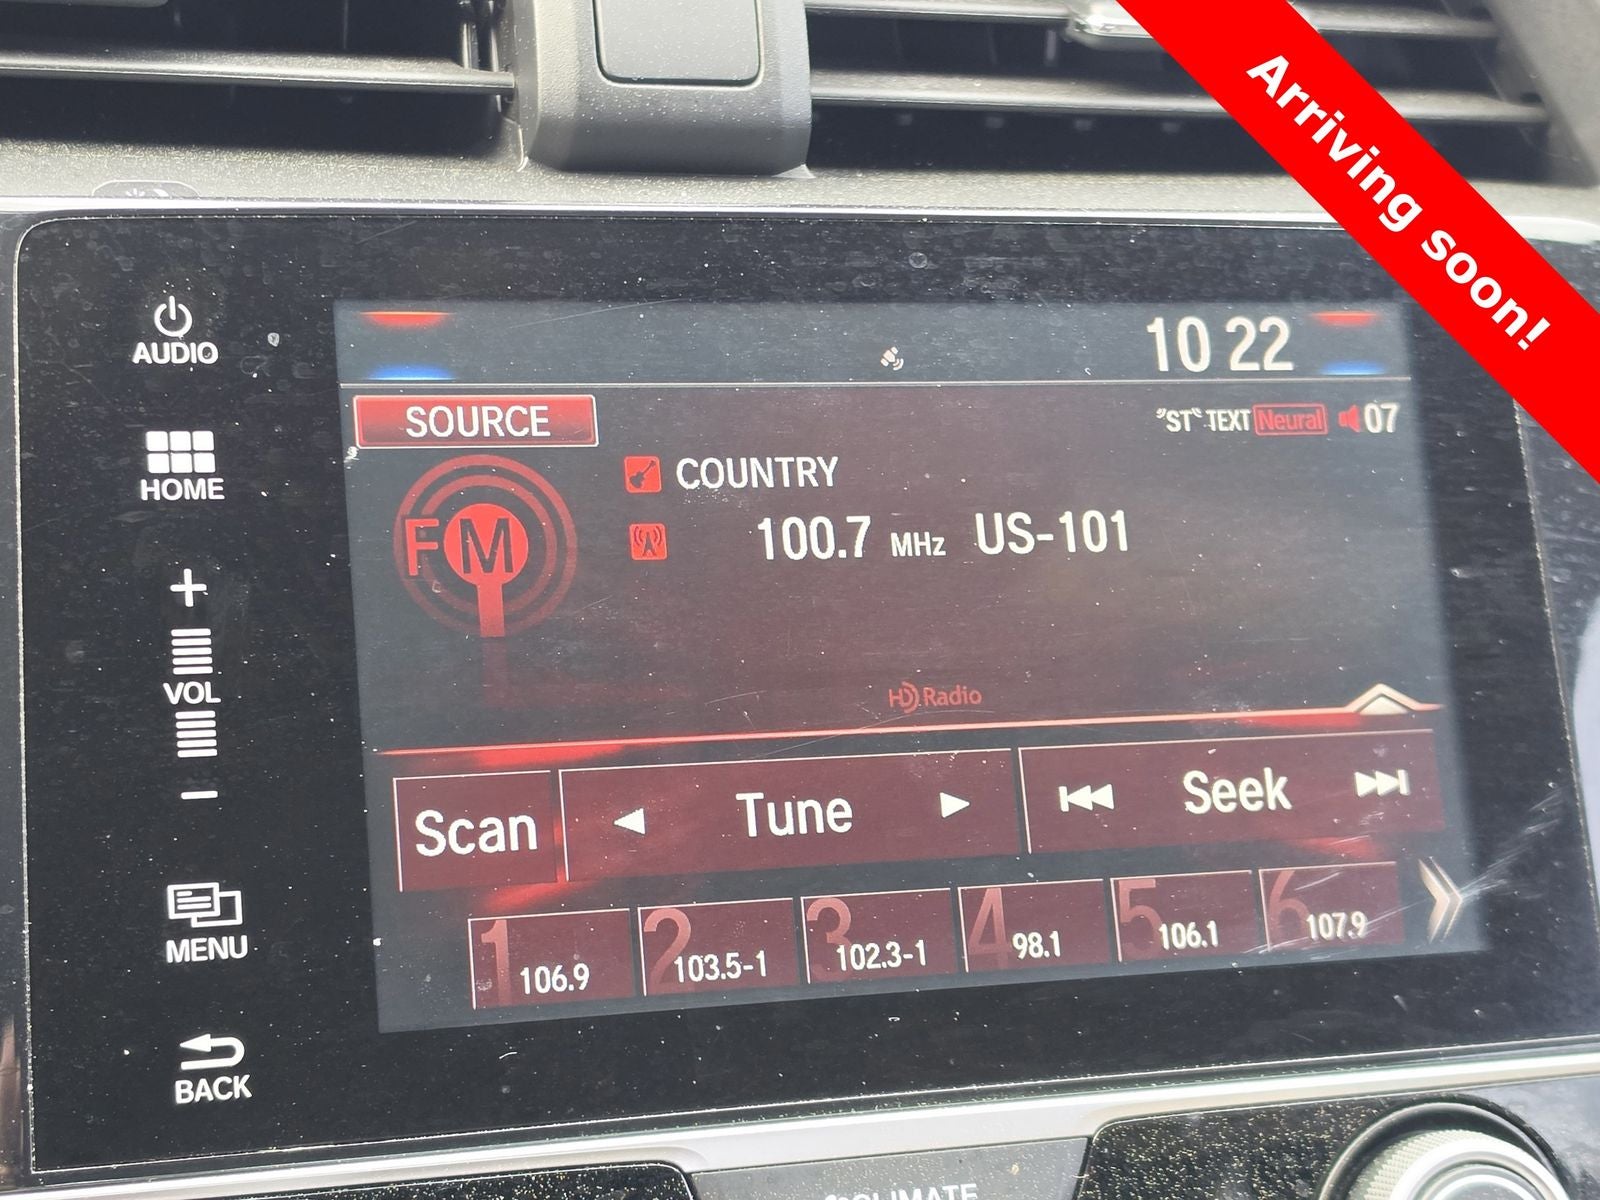 Arriving soon!
AUDIO
HOME
+
VOL
-
MENU
BACK
10 22
SOURCE
"ST" TEXT Neural 07
FM
COUNTRY
100.7 MHz US-101
HD Radio
Scan
Tune
Seek
1 106.9
2 103.5-1
3 102.3-1
4 98.1
5 106.1
6 107.9
CLIMATE